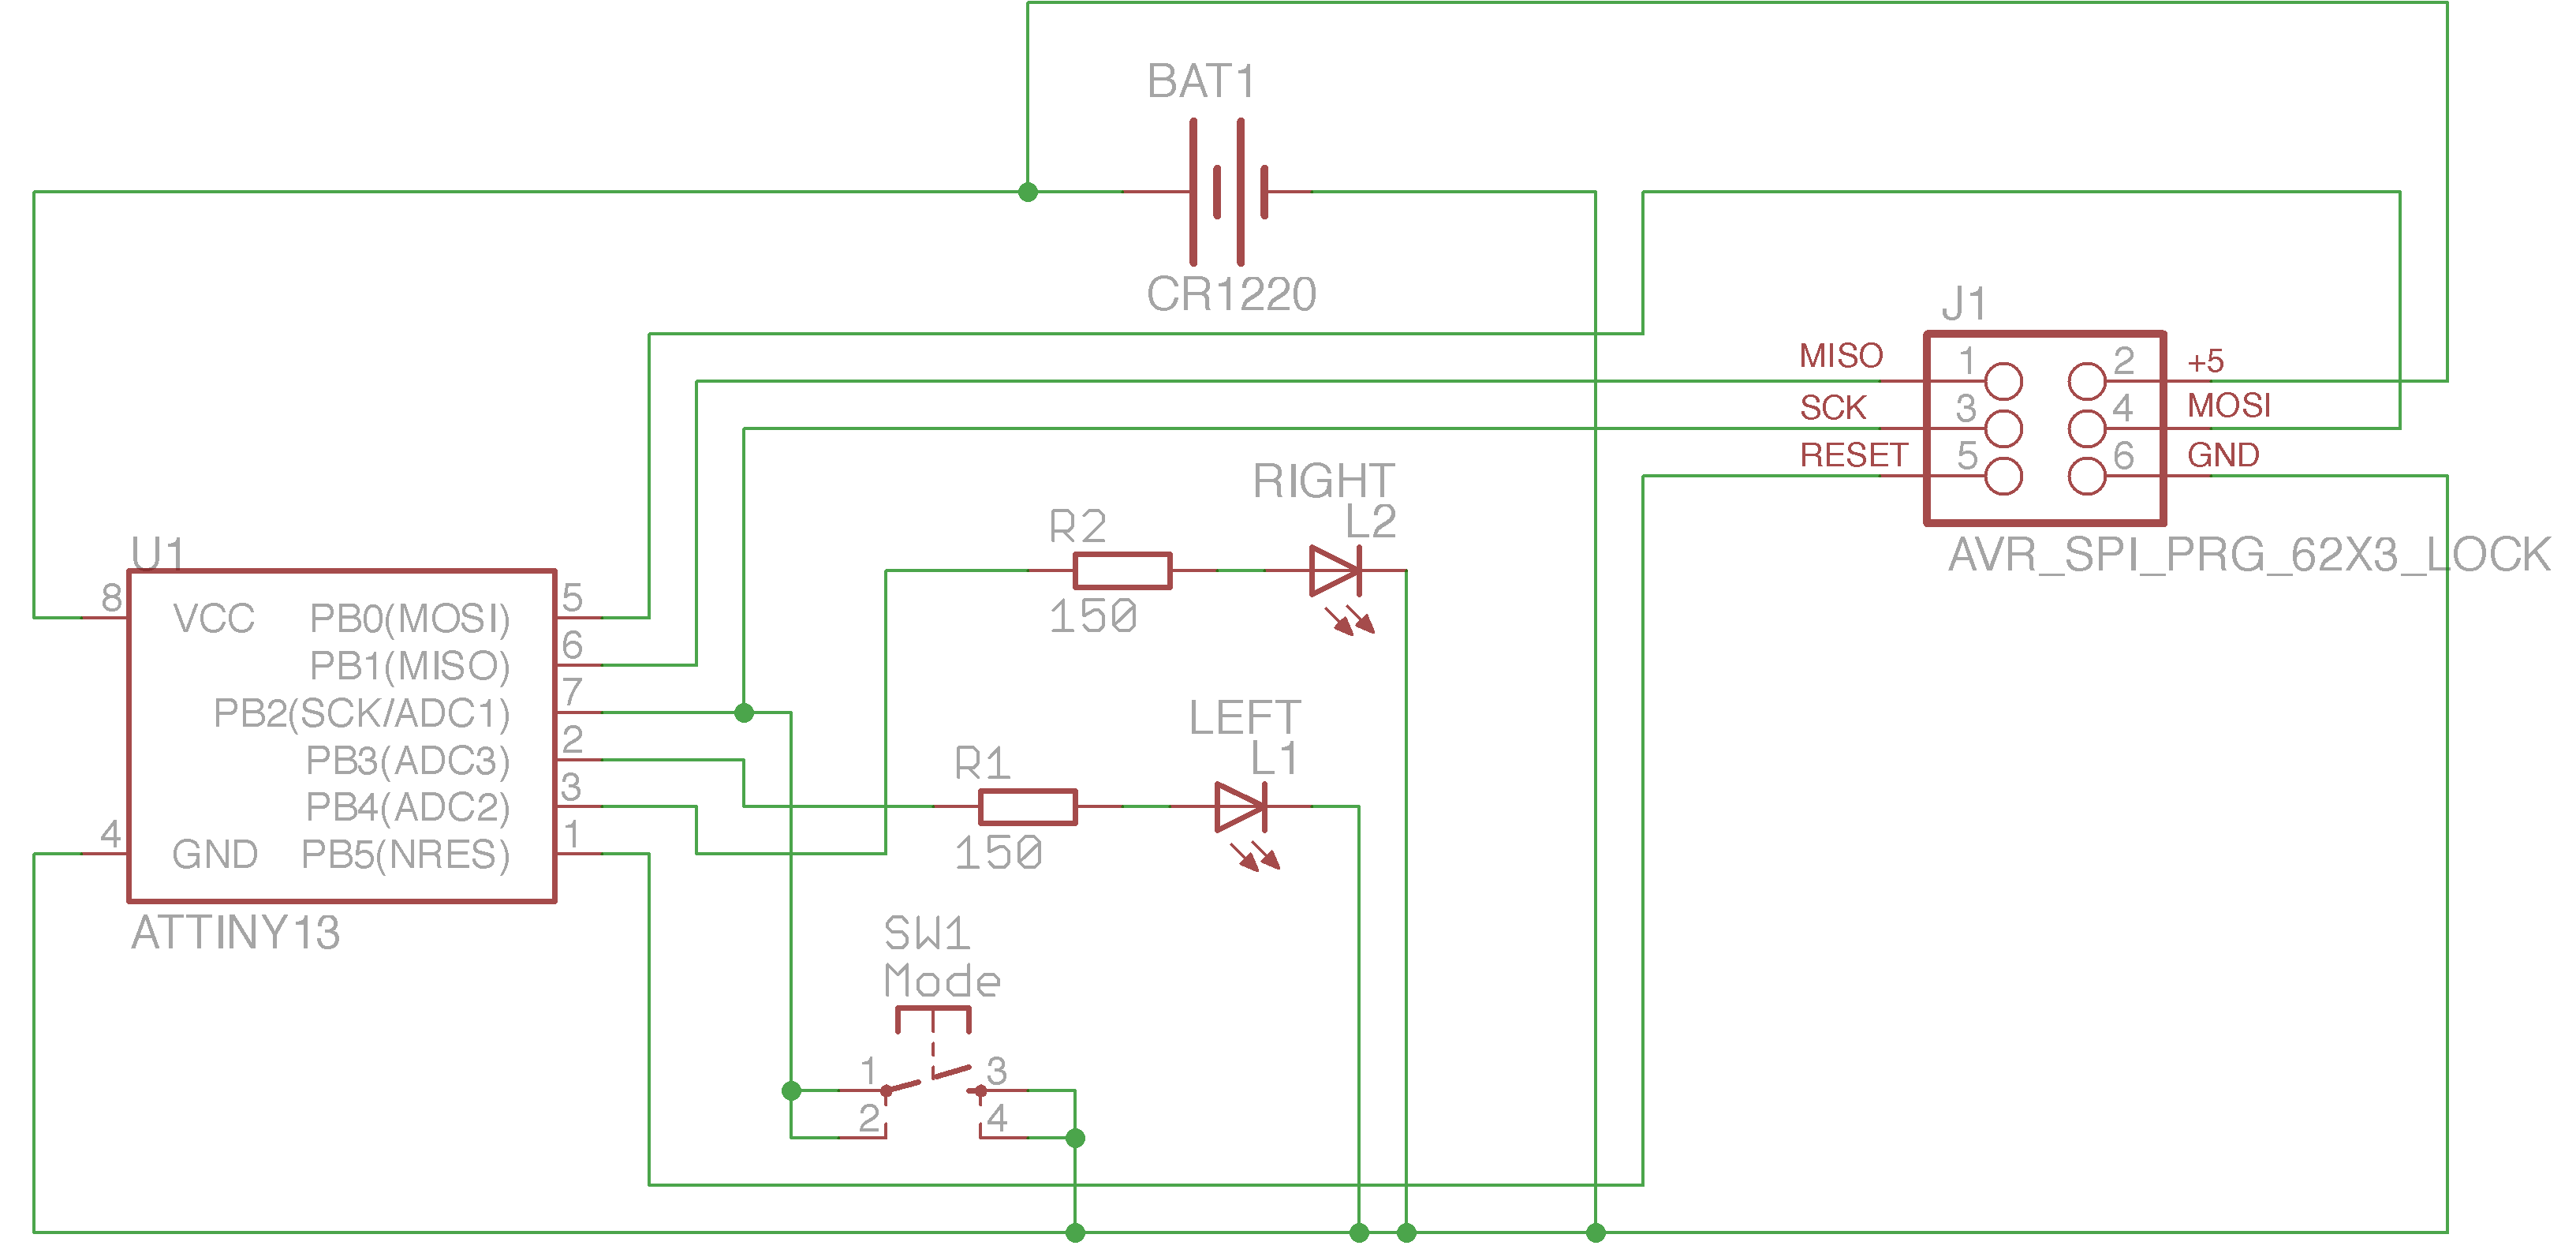 BAT1
CR1220
J1
MISO 1 2 +5
SCK 3 4 MOSI
RESET 5 6 GND
AVR_SPI_PRG_62X3_LOCK
RIGHT
L2
R2
150
U1
8 VCC PB0(MOSI) 5
PB1(MISO) 6
PB2(SCK/ADC1) 7
PB3(ADC3) 2
PB4(ADC2) 3
4 GND PB5(NRES) 1
ATTINY13
LEFT
L1
R1
150
SW1
Mode
1 3
2 4